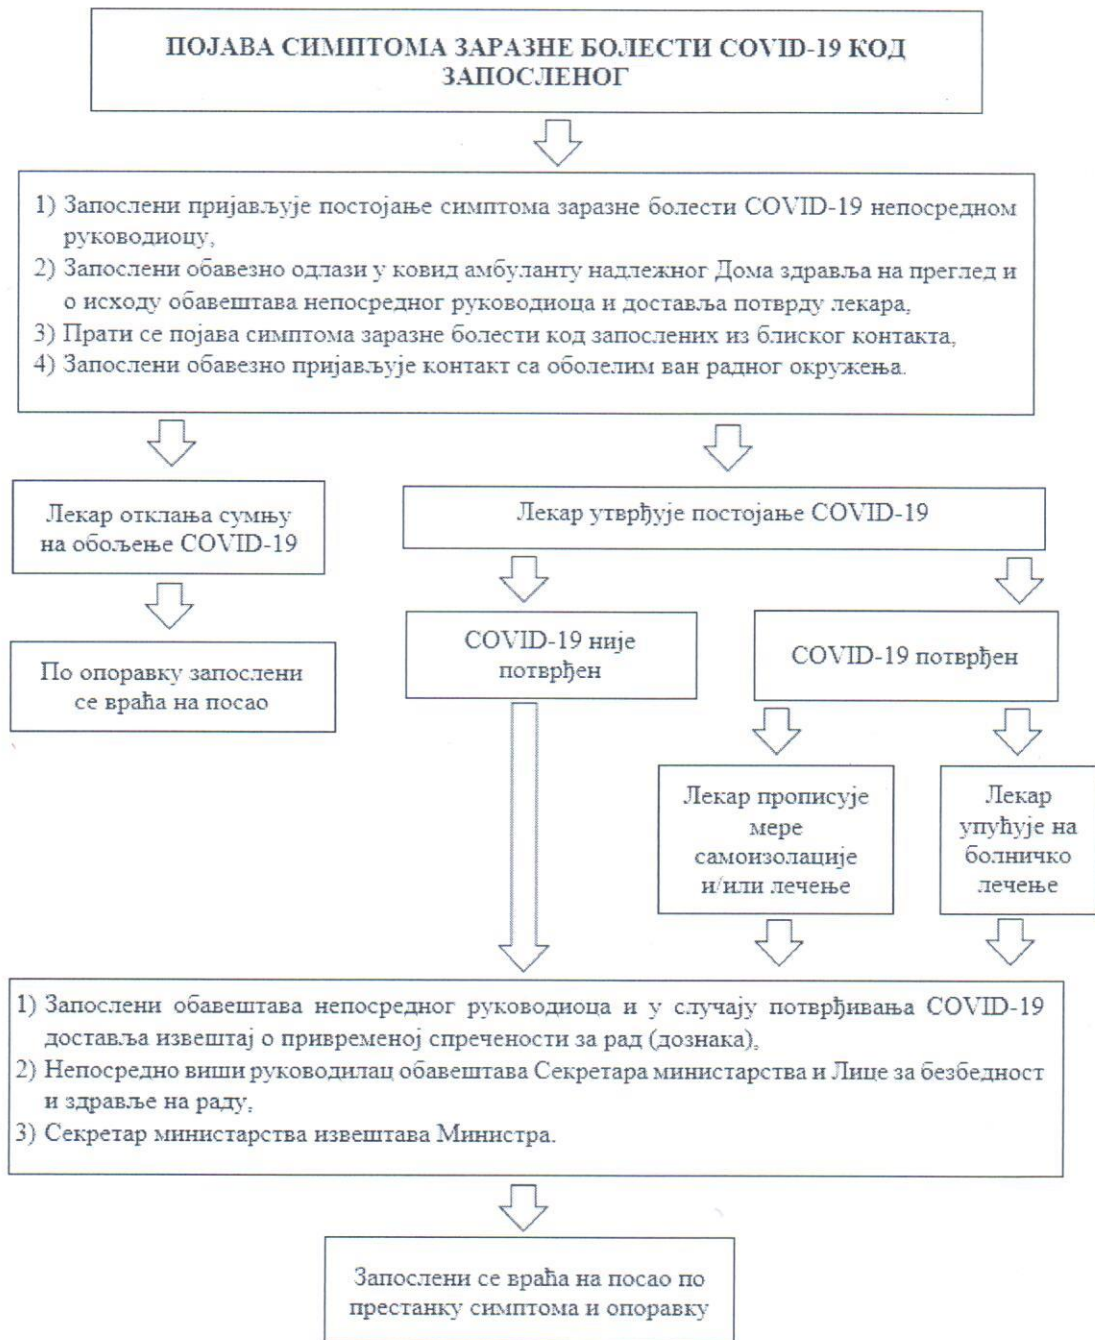 ПОЈАВА СИМПТОМА ЗАРАЗНЕ БОЛЕСТИ COVID-19 КОД
ЗАПОСЛЕНОГ
1) Запослени пријављује постојање симптома заразне болести COVID-19 непосредном
руководиоцу,
2) Запослени обавезно одлази у ковид амбуланту надлежног Дома здравља на преглед и
о исходу обавештава непосредног руководиоца и доставља потврду лекара,
3) Прати се појава симптома заразне болести код запослених из блиског контакта,
4) Запослени обавезно пријављује контакт са оболелим ван радног окружења.
Лекар отклања сумњу
на обољење COVID-19
Лекар утврђује постојање COVID-19
По опоравку запослени
се враћа на посао
COVID-19 није
потврђен
COVID-19 потврђен
Лекар прописује
мере
самоизолације
и/или лечење
Лекар
упућује на
болничко
лечење
1) Запослени обавештава непосредног руководиоца и у случају потврђивања COVID-19
доставља извештај о привременој спречености за рад (дознака),
2) Непосредно виши руководилац обавештава Секретара министарства и Лице за безбедност
и здравље на раду,
3) Секретар министарства извештава Министра.
Запослени се враћа на посао по
престанку симптома и опоравку